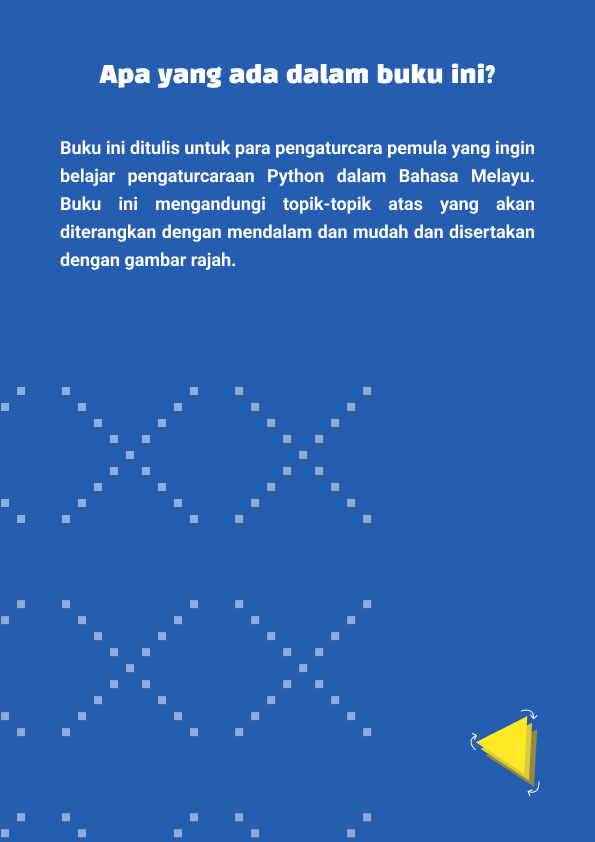 Apa yang ada dalam buku ini?
Buku ini ditulis untuk para pengaturcara pemula yang ingin
belajar pengaturcaraan Python dalam Bahasa Melayu.
Buku ini mengandungi topik-topik atas yang akan
diterangkan dengan mendalam dan mudah dan disertakan
dengan gambar rajah.